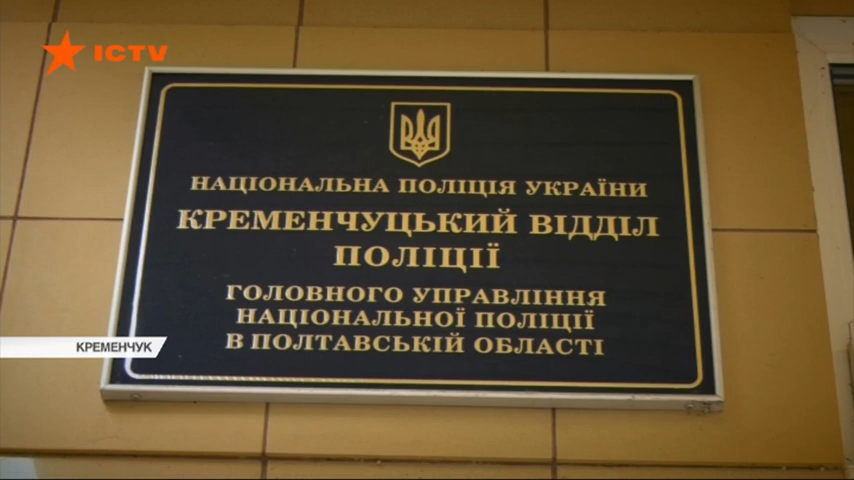 ICTV
НАЦІОНАЛЬНА ПОЛІЦІЯ УКРАЇНИ
КРЕМЕНЧУЦЬКИЙ ВІДДІЛ
ПОЛІЦІЇ
ГОЛОВНОГО УПРАВЛІННЯ
НАЦІОНАЛЬНОЇ ПОЛІЦІЇ
В ПОЛТАВСЬКІЙ ОБЛАСТІ
КРЕМЕНЧУК